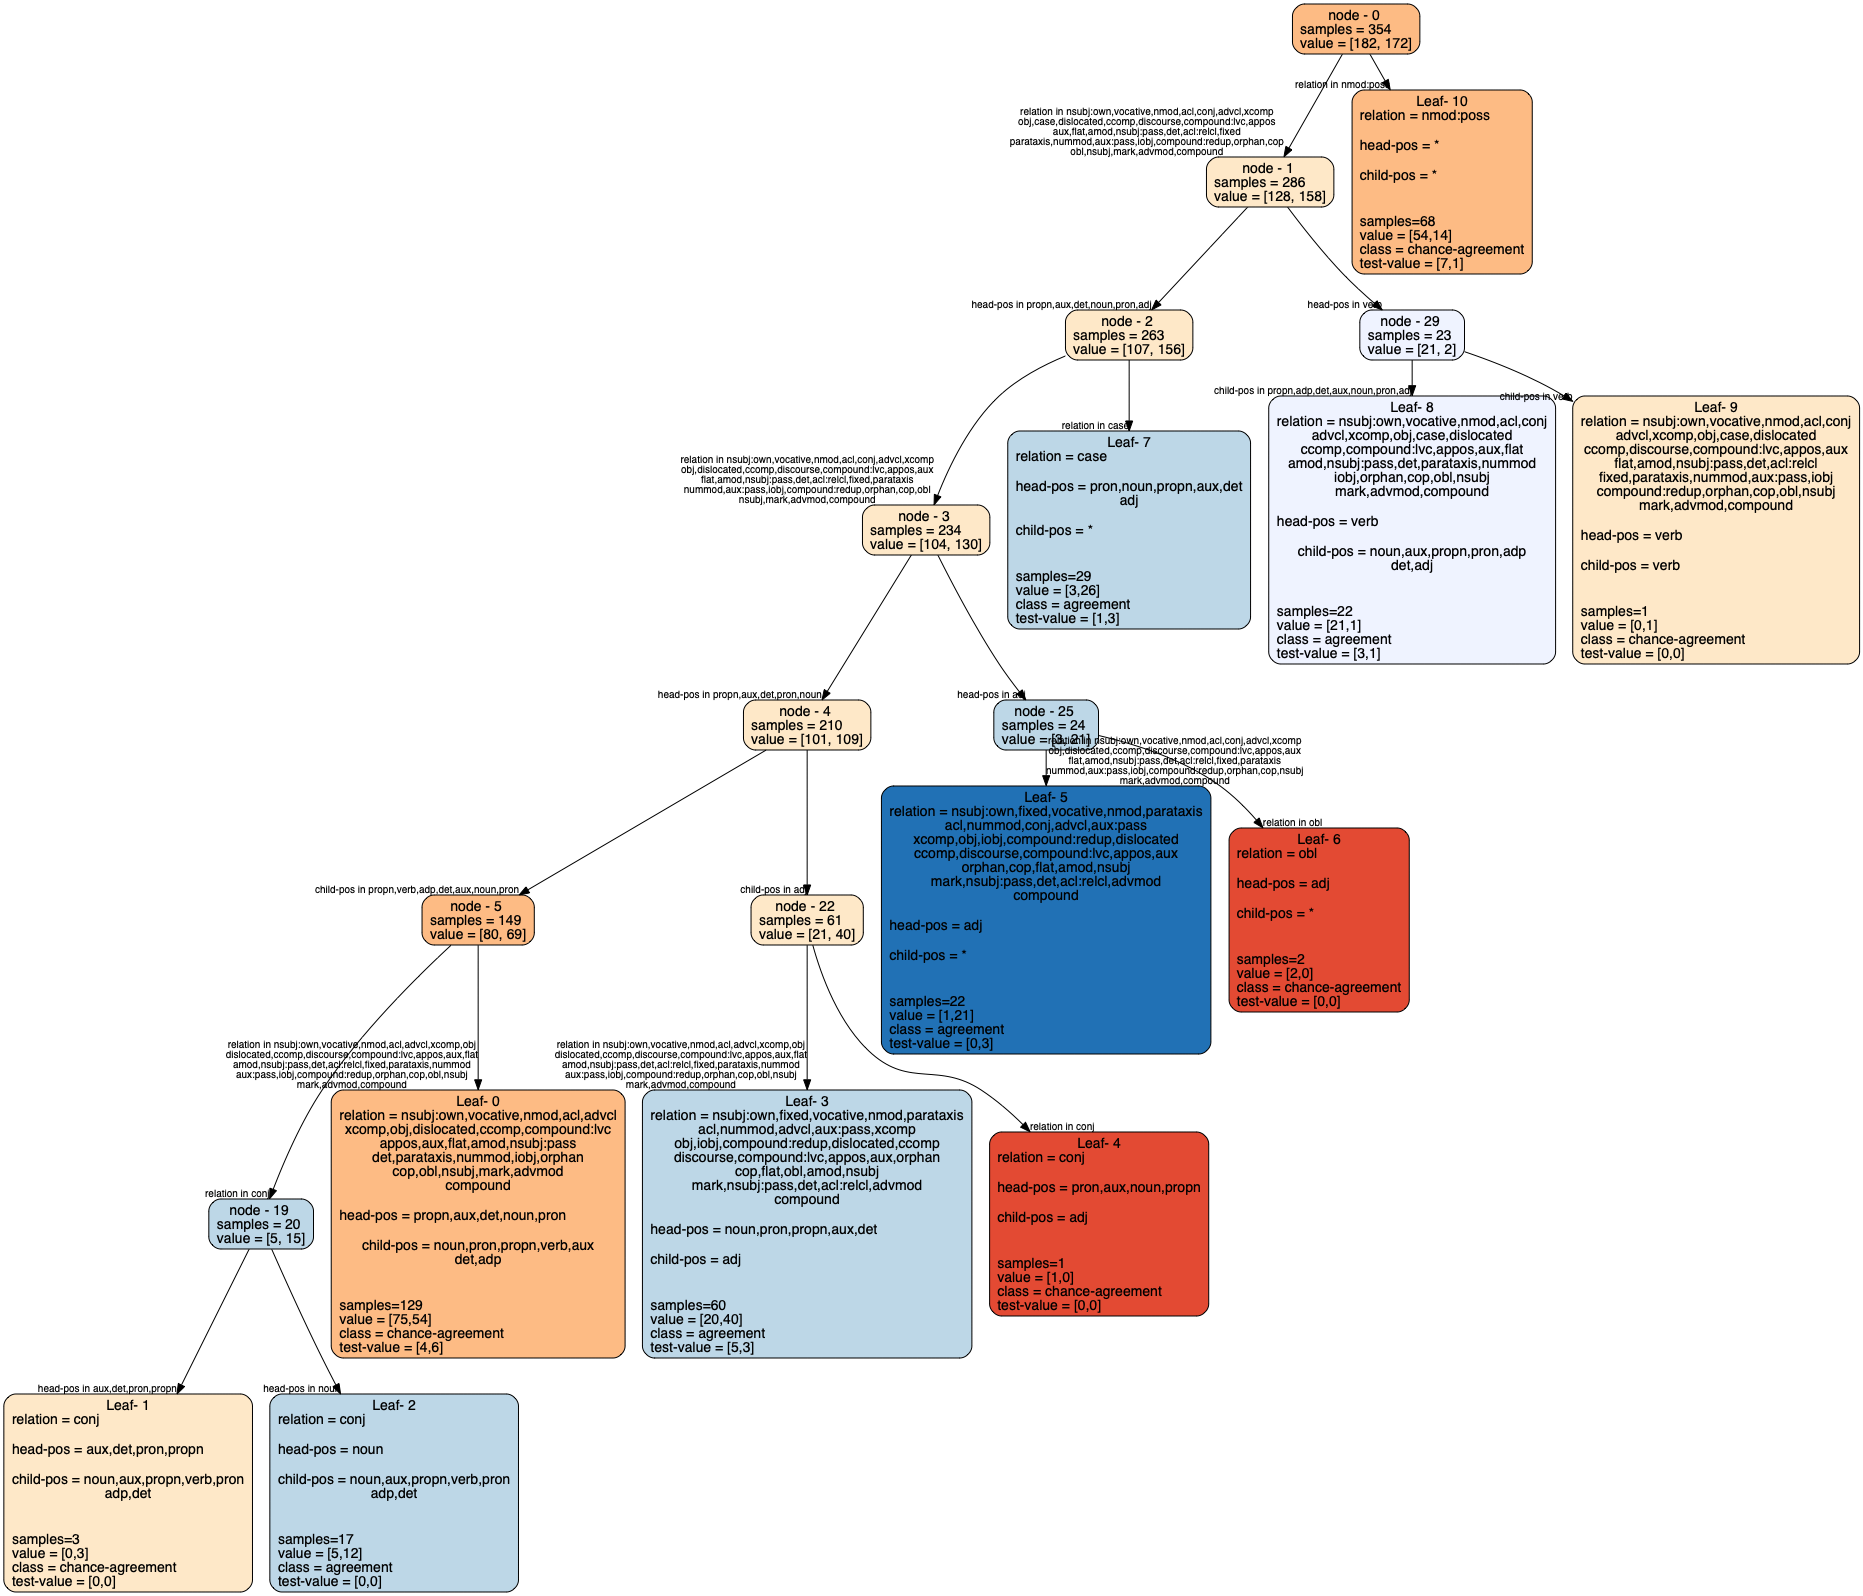 node - 0
samples = 354
value = [182, 172]
relation in nmod:poss
Leaf- 10
relation = nmod:poss
head-pos = *
child-pos = *
samples=68
value = [54,14]
class = chance-agreement
test-value = [7,1]
relation in nsubj:own,vocative,nmod,acl,conj,advcl,xcomp
obj,case,dislocated,ccomp,discourse,compound:lvc,appos
aux,flat,amod,nsubj:pass,det,acl:relcl,fixed
parataxis,nummod,aux:pass,iobj,compound:redup,orphan,cop
obl,nsubj,mark,advmod,compound
node - 1
samples = 286
value = [128, 158]
head-pos in propn,aux,det,noun,pron,adj
node - 2
samples = 263
value = [107, 156]
head-pos in verb
node - 29
samples = 23
value = [21, 2]
child-pos in propn,adp,det,aux,noun,pron,adj
Leaf- 8
relation = nsubj:own,vocative,nmod,acl,conj
advcl,xcomp,obj,case,dislocated
ccomp,compound:lvc,appos,aux,flat
amod,nsubj:pass,det,parataxis,nummod
iobj,orphan,cop,obl,nsubj
mark,advmod,compound
head-pos = verb
child-pos = noun,aux,propn,pron,adp
det,adj
samples=22
value = [21,1]
class = agreement
test-value = [3,1]
child-pos in verb
Leaf- 9
relation = nsubj:own,vocative,nmod,acl,conj
advcl,xcomp,obj,case,dislocated
ccomp,discourse,compound:lvc,appos,aux
flat,amod,nsubj:pass,det,acl:relcl
fixed,parataxis,nummod,aux:pass,iobj
compound:redup,orphan,cop,obl,nsubj
mark,advmod,compound
head-pos = verb
child-pos = verb
samples=1
value = [0,1]
class = chance-agreement
test-value = [0,0]
relation in case
Leaf- 7
relation = case
head-pos = pron,noun,propn,aux,det
adj
child-pos = *
samples=29
value = [3,26]
class = agreement
test-value = [1,3]
relation in nsubj:own,vocative,nmod,acl,conj,advcl,xcomp
obj,dislocated,ccomp,discourse,compound:lvc,appos,aux
flat,amod,nsubj:pass,det,acl:relcl,fixed,parataxis
nummod,aux:pass,iobj,compound:redup,orphan,cop,obl
nsubj,mark,advmod,compound
node - 3
samples = 234
value = [104, 130]
head-pos in propn,aux,det,pron,noun
node - 4
samples = 210
value = [101, 109]
head-pos in adj
node - 25
samples = 24
value = [3, 21]
relation in nsubj:own,vocative,nmod,acl,conj,advcl,xcomp
obj,dislocated,ccomp,discourse,compound:lvc,appos,aux
flat,amod,nsubj:pass,det,acl:relcl,fixed,parataxis
nummod,aux:pass,iobj,compound:redup,orphan,cop,nsubj
mark,advmod,compound
Leaf- 5
relation = nsubj:own,fixed,vocative,nmod,parataxis
acl,nummod,conj,advcl,aux:pass
xcomp,obj,iobj,compound:redup,dislocated
ccomp,discourse,compound:lvc,appos,aux
orphan,cop,flat,amod,nsubj
mark,nsubj:pass,det,acl:relcl,advmod
compound
head-pos = adj
child-pos = *
samples=22
value = [1,21]
class = agreement
test-value = [0,3]
relation in obl
Leaf- 6
relation = obl
head-pos = adj
child-pos = *
samples=2
value = [2,0]
class = chance-agreement
test-value = [0,0]
child-pos in propn,verb,adp,det,aux,noun,pron
node - 5
samples = 149
value = [80, 69]
child-pos in adj
node - 22
samples = 61
value = [21, 40]
relation in nsubj:own,vocative,nmod,acl,advcl,xcomp,obj
dislocated,ccomp,discourse,compound:lvc,appos,aux,flat
amod,nsubj:pass,det,acl:relcl,fixed,parataxis,nummod
aux:pass,iobj,compound:redup,orphan,cop,obl,nsubj
mark,advmod,compound
Leaf- 0
relation = nsubj:own,vocative,nmod,acl,advcl
xcomp,obj,dislocated,ccomp,compound:lvc
appos,aux,flat,amod,nsubj:pass
det,parataxis,nummod,iobj,orphan
cop,obl,nsubj,mark,advmod
compound
head-pos = propn,aux,det,noun,pron
child-pos = noun,pron,propn,verb,aux
det,adp
samples=129
value = [75,54]
class = chance-agreement
test-value = [4,6]
relation in nsubj:own,vocative,nmod,acl,advcl,xcomp,obj
dislocated,ccomp,discourse,compound:lvc,appos,aux,flat
amod,nsubj:pass,det,acl:relcl,fixed,parataxis,nummod
aux:pass,iobj,compound:redup,orphan,cop,obl,nsubj
mark,advmod,compound
Leaf- 3
relation = nsubj:own,fixed,vocative,nmod,parataxis
acl,nummod,advcl,aux:pass,xcomp
obj,iobj,compound:redup,dislocated,ccomp
discourse,compound:lvc,appos,aux,orphan
cop,flat,obl,amod,nsubj
mark,nsubj:pass,det,acl:relcl,advmod
compound
head-pos = noun,pron,propn,aux,det
child-pos = adj
samples=60
value = [20,40]
class = agreement
test-value = [5,3]
relation in conj
Leaf- 4
relation = conj
head-pos = pron,aux,noun,propn
child-pos = adj
samples=1
value = [1,0]
class = chance-agreement
test-value = [0,0]
relation in conj
node - 19
samples = 20
value = [5, 15]
head-pos in aux,det,pron,propn
Leaf- 1
relation = conj
head-pos = aux,det,pron,propn
child-pos = noun,aux,propn,verb,pron
adp,det
samples=3
value = [0,3]
class = chance-agreement
test-value = [0,0]
head-pos in noun
Leaf- 2
relation = conj
head-pos = noun
child-pos = noun,aux,propn,verb,pron
adp,det
samples=17
value = [5,12]
class = agreement
test-value = [0,0]